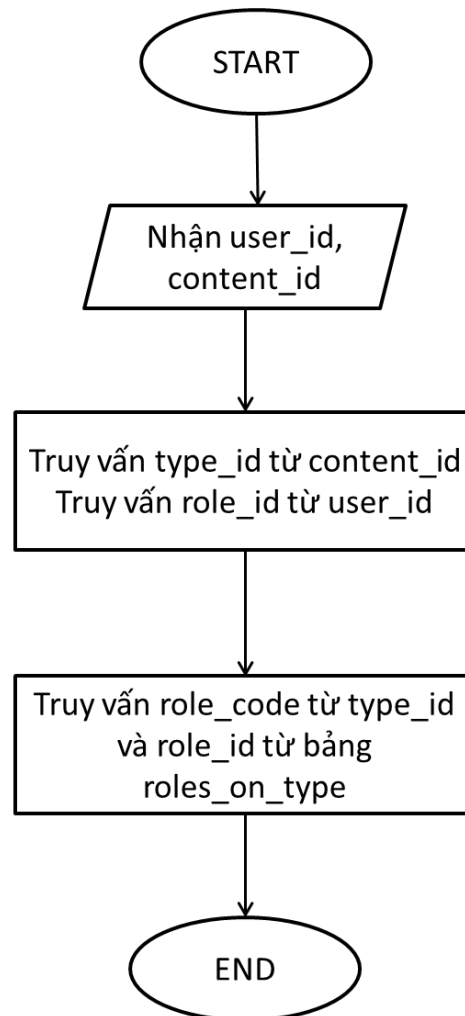 START
Nhận user_id,
content_id
Truy vấn type_id từ content_id
Truy vấn role_id từ user_id
Truy vấn role_code từ type_id
và role_id từ bảng
roles_on_type
END